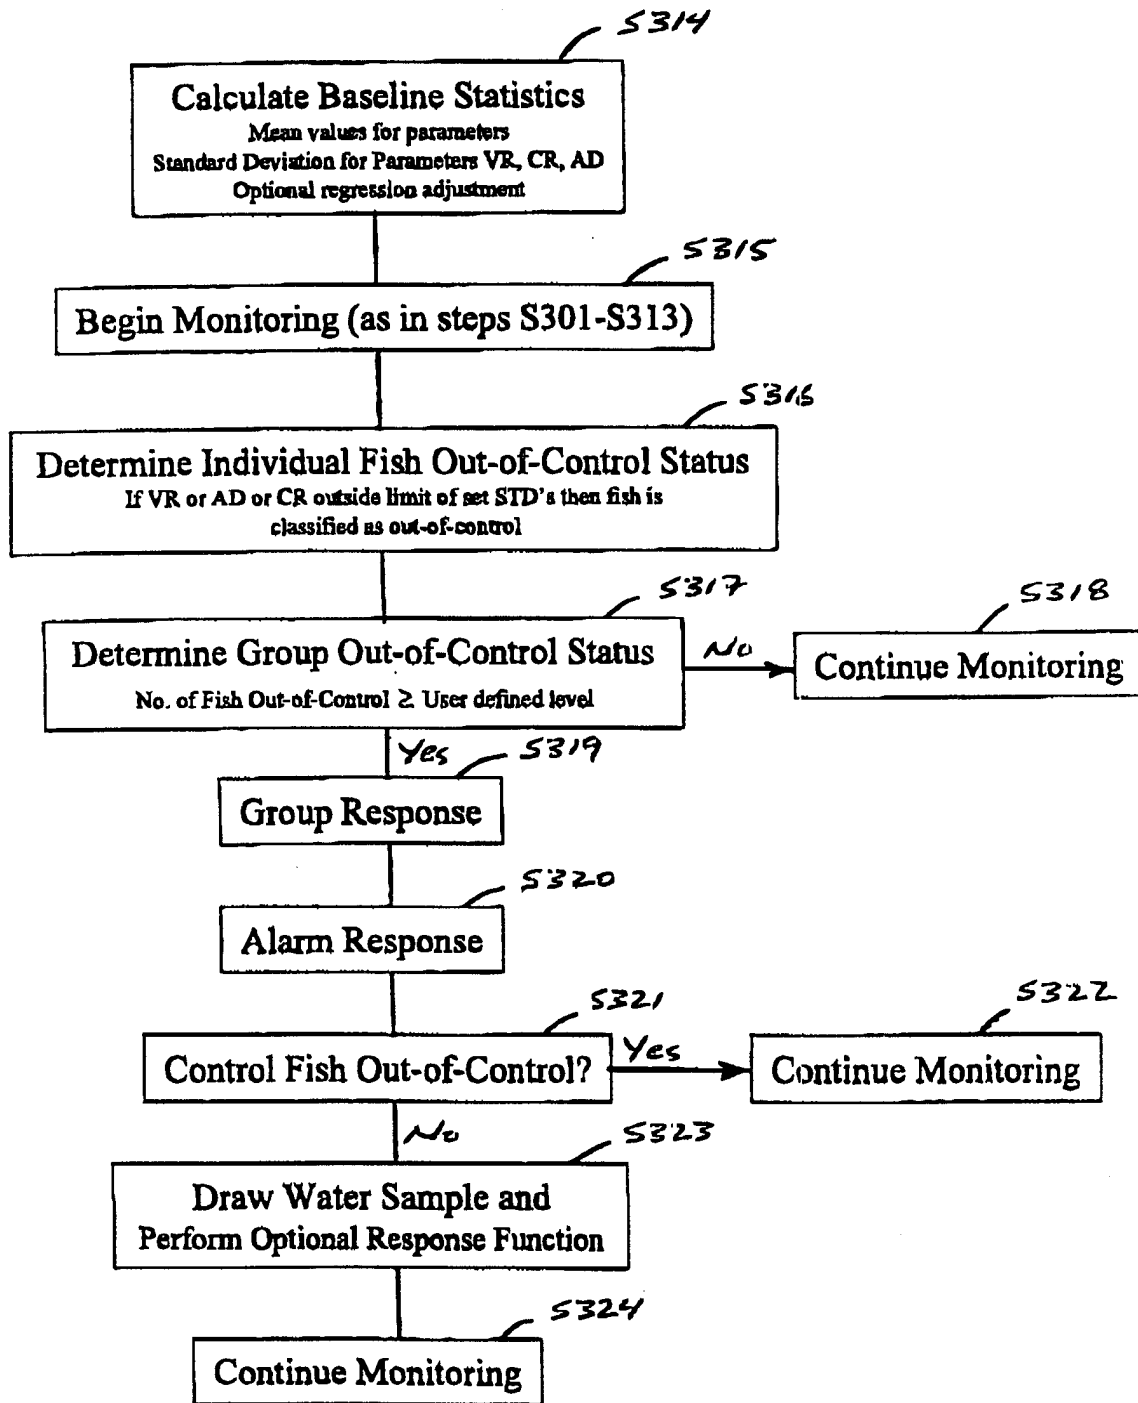 S314
Calculate Baseline Statistics
Mean values for parameters
Standard Deviation for Parameters VR, CR, AD
Optional regression adjustment
S315
Begin Monitoring (as in steps S301-S313)
S316
Determine Individual Fish Out-of-Control Status
If VR or AD or CR outside limit of set STD's then fish is
classified as out-of-control
S317
Determine Group Out-of-Control Status
No. of Fish Out-of-Control ≥ User defined level
No
S318
Continue Monitoring
Yes
S319
Group Response
S320
Alarm Response
S321
Control Fish Out-of-Control?
Yes
S322
Continue Monitoring
No
S323
Draw Water Sample and
Perform Optional Response Function
S324
Continue Monitoring